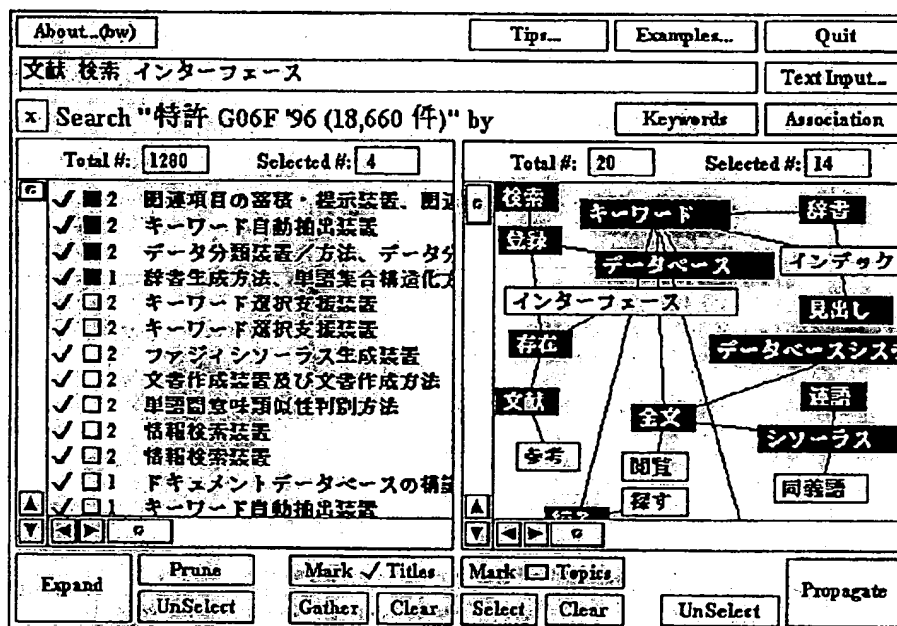 About...(bw) Tips... Examples... Quit
文献 検索 インターフェース Text Input...
x Search "特許 G06F '96 (18,660 件)" by Keywords Association
Total #: 1280 Selected #: 4
2 関連項目の蓄積・提示装置、関連
2 キーワード自動抽出装置
2 データ分類装置/方法、データ分
1 辞書生成方法、単語集合構造化方
2 キーワード選択支援装置
2 キーワード選択支援装置
2 ファジィシソーラス生成装置
2 文書作成装置及び文書作成方法
2 単語間意味類似性判別方法
2 情報検索装置
2 情報検索装置
1 ドキュメントデータベースの構築
1 キーワード自動抽出装置
Total #: 20 Selected #: 14
検索 キーワード 辞書
登録 データベース インデック
インターフェース 見出し
存在 データベースシステ
文献 全文 連語
シソーラス
参考 閲覧 同義語
探す
Expand Prune Mark ✓ Titles Mark Topics Propagate
UnSelect Gather Clear Select Clear UnSelect